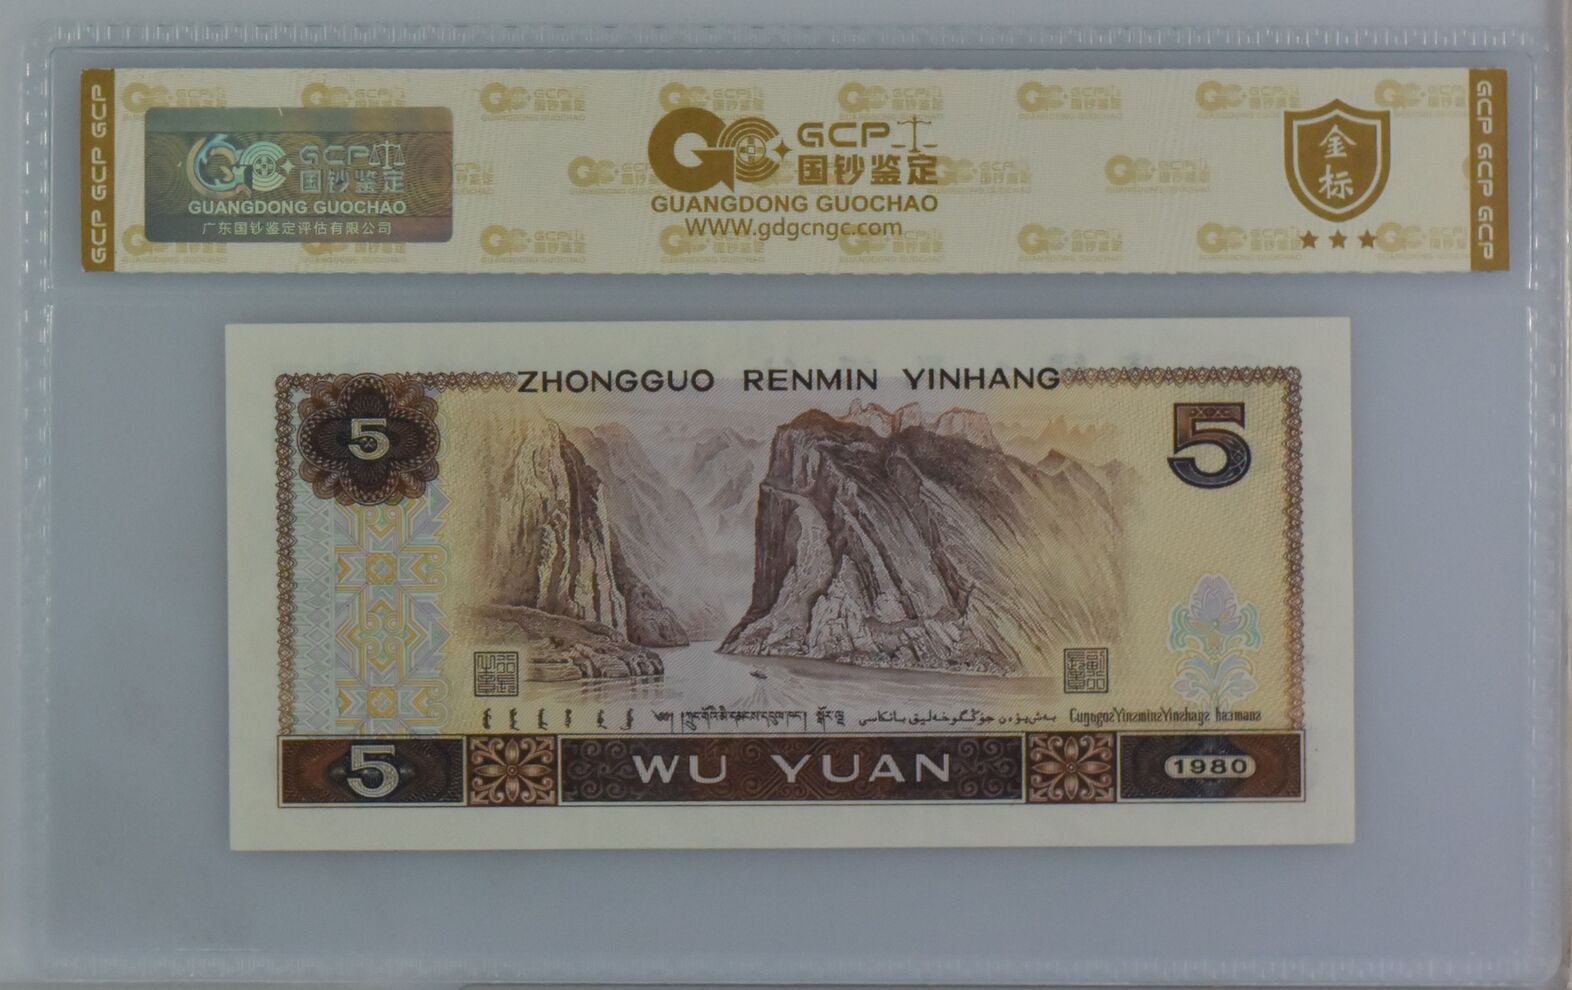 GCP GCP GCP
GCP
国钞鉴定
GUANGDONG GUOCHAO
广东国钞鉴定评估有限公司
GCP
国钞鉴定
GUANGDONG GUOCHAO
WWW.gdgcngc.com
金标
GCP GCP GCP
ZHONGGUO RENMIN YINHANG
5
5
5
WU YUAN
1980